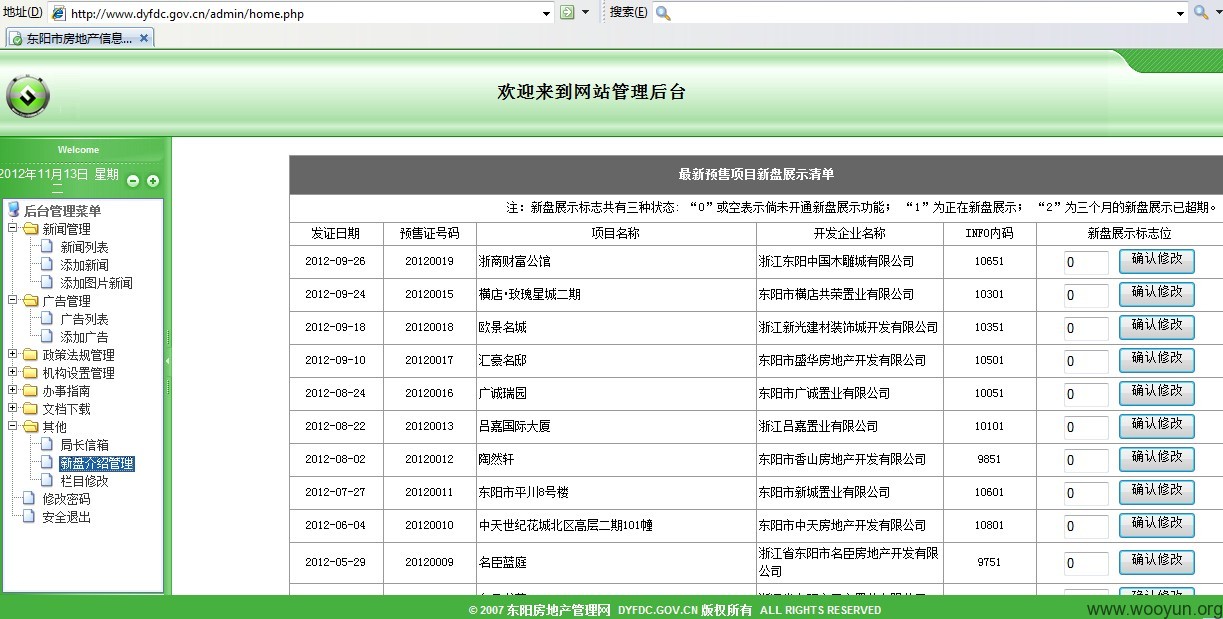 地址(D) http://www.dyfdc.gov.cn/admin/home.php 搜索(E)
东阳市房地产信息...
欢迎来到网站管理后台
Welcome
2012年11月13日 星期
二
后台管理菜单
新闻管理
新闻列表
添加新闻
添加图片新闻
广告管理
广告列表
添加广告
政策法规管理
机构设置管理
办事指南
文档下载
其他
局长信箱
新盘介绍管理
栏目修改
修改密码
安全退出
最新预售项目新盘展示清单
注：新盘展示标志共有三种状态：“0”或空表示倘未开通新盘展示功能； “1”为正在新盘展示； “2”为三个月的新盘展示已超期。
发证日期 预售证号码 项目名称 开发企业名称 INFO内码 新盘展示标志位
2012-09-26 20120019 浙商财富公馆 浙江东阳中国木雕城有限公司 10651 0 确认修改
2012-09-24 20120015 横店·玫瑰星城二期 东阳市横店共荣置业有限公司 10301 0 确认修改
2012-09-18 20120018 欧景名城 浙江新光建材装饰城开发有限公司 10351 0 确认修改
2012-09-10 20120017 汇豪名邸 东阳市盛华房地产开发有限公司 10501 0 确认修改
2012-08-24 20120016 广诚瑞园 东阳市广诚置业有限公司 10051 0 确认修改
2012-08-22 20120013 吕嘉国际大厦 浙江吕嘉置业有限公司 10101 0 确认修改
2012-08-02 20120012 陶然轩 东阳市香山房地产开发有限公司 9851 0 确认修改
2012-07-27 20120011 东阳市平川8号楼 东阳市新城置业有限公司 10601 0 确认修改
2012-06-04 20120010 中天世纪花城北区高层二期101幢 东阳市中天房地产开发有限公司 10801 0 确认修改
2012-05-29 20120009 名臣蓝庭 浙江省东阳市名臣房地产开发有限公司 9751 0 确认修改
© 2007 东阳房地产管理网 DYFDC.GOV.CN 版权所有 ALL RIGHTS RESERVED
www.wooyun.org